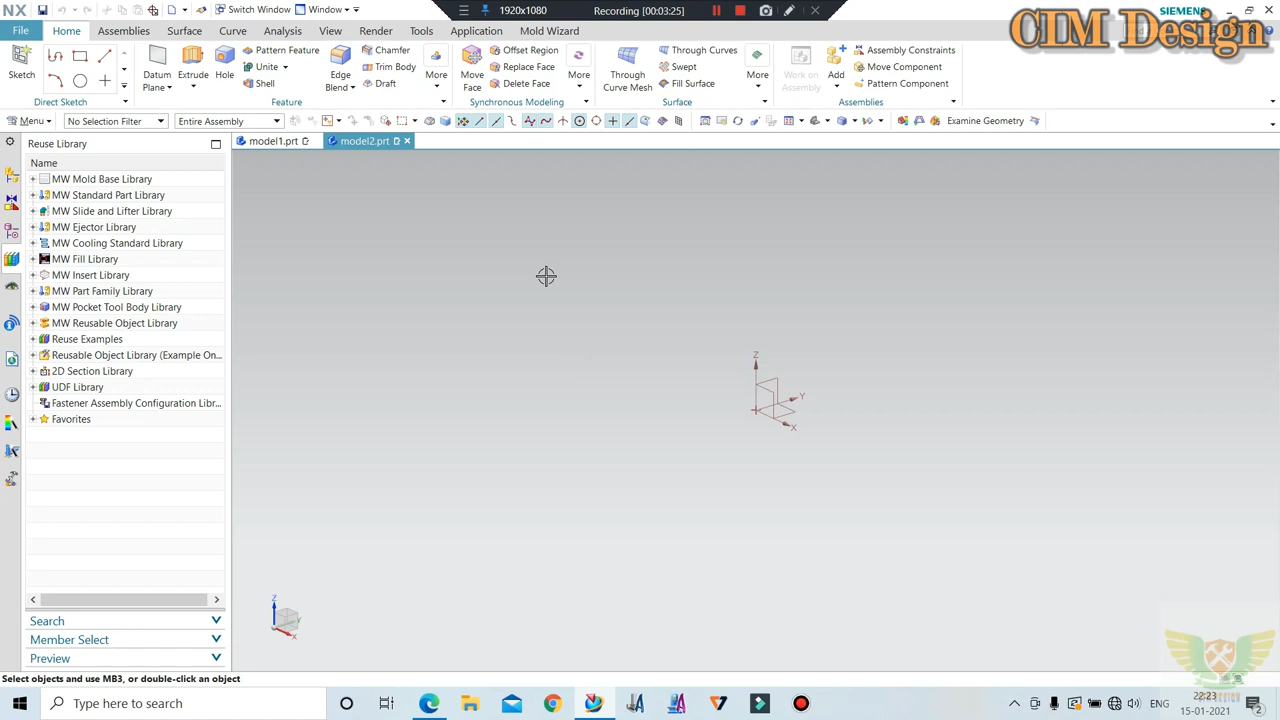 NX Switch Window Window 1920x1080 Recording [00:03:25] SIEMENS
CIM Design
File Home Assemblies Surface Curve Analysis View Render Tools Application Mold Wizard
Sketch
Direct Sketch
Datum Plane Extrude Hole
Pattern Feature
Unite
Shell
Edge Blend
Chamfer
Trim Body
Draft
More
Feature
Move Face
Offset Region
Replace Face
Delete Face
More
Synchronous Modeling
Through Curve Mesh
Through Curves
Swept
Fill Surface
More
Surface
Work on Assembly
Add
Assembly Constraints
Move Component
Pattern Component
Assemblies
Menu No Selection Filter Entire Assembly Examine Geometry
Reuse Library
model1.prt model2.prt
Name
MW Mold Base Library
MW Standard Part Library
MW Slide and Lifter Library
MW Ejector Library
MW Cooling Standard Library
MW Fill Library
MW Insert Library
MW Part Family Library
MW Pocket Tool Body Library
MW Reusable Object Library
Reuse Examples
Reusable Object Library (Example On...
2D Section Library
UDF Library
Fastener Assembly Configuration Libr...
Favorites
Z
Y
X
Z
X
Search
Member Select
Preview
Select objects and use MB3, or double-click an object
Type here to search
ENG
22:23
15-01-2021
2